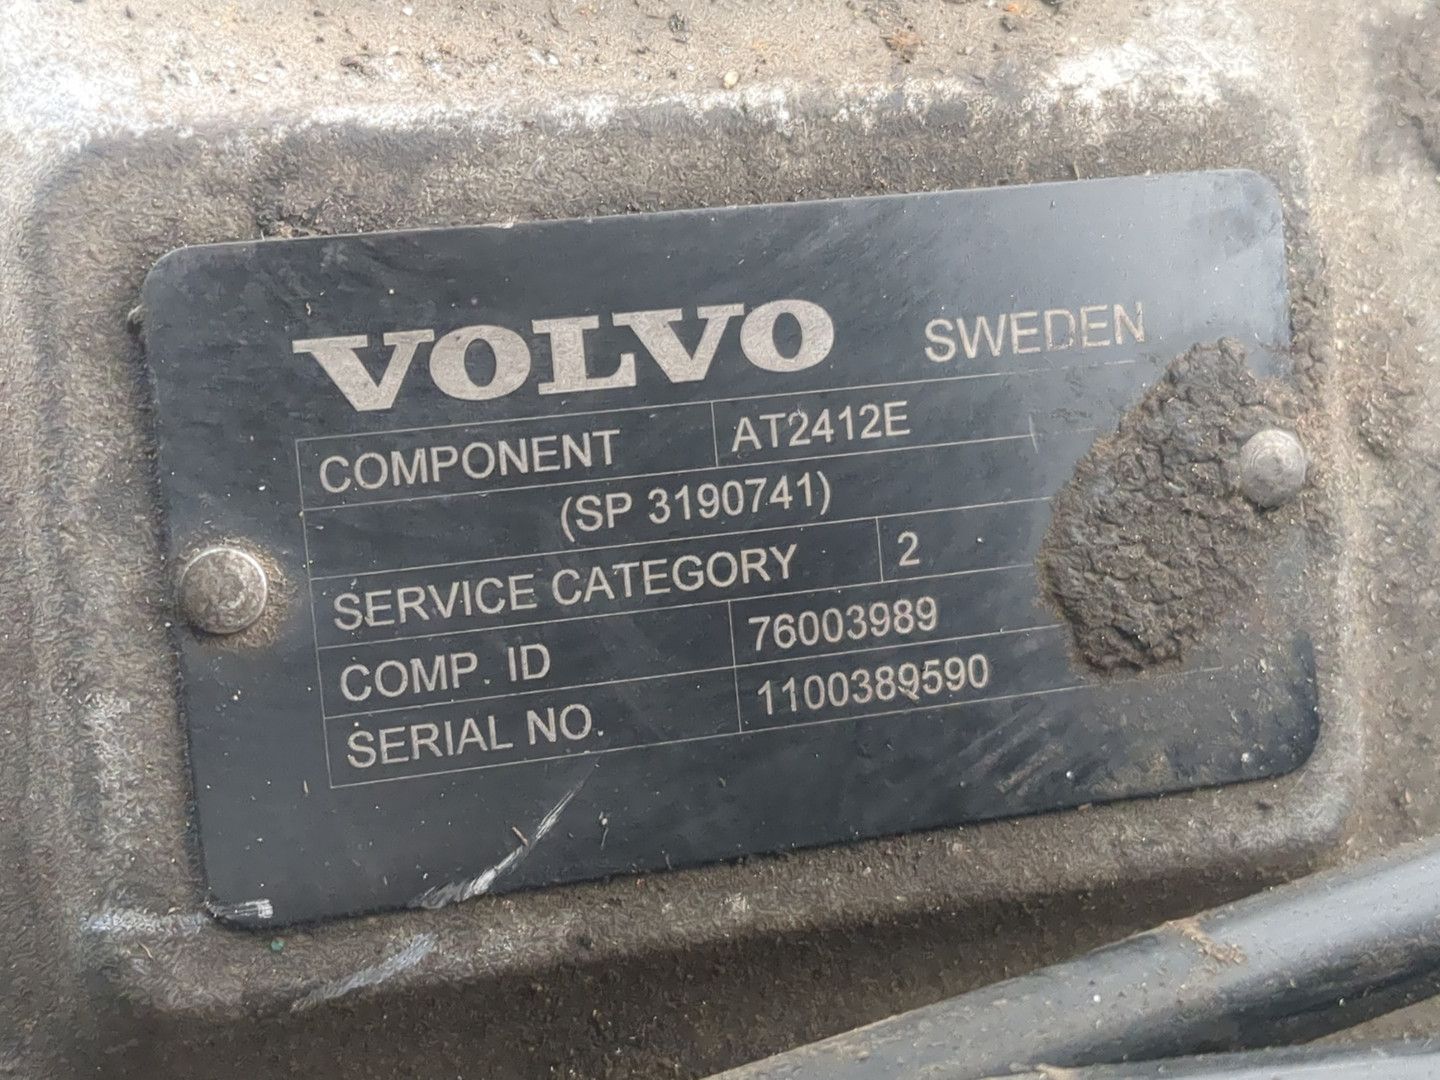 VOLVO SWEDEN
COMPONENT AT2412E
(SP 3190741)
SERVICE CATEGORY 2
COMP. ID 76003989
SERIAL NO. 1100389590